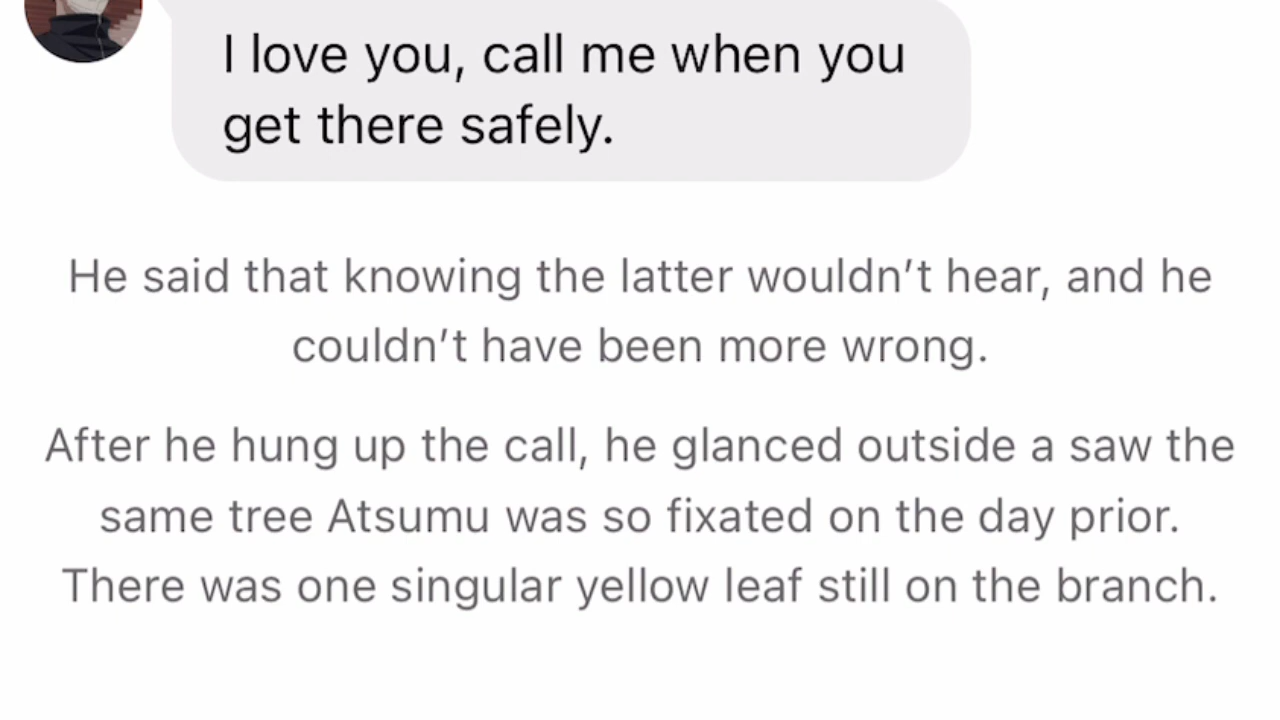 I love you, call me when you
get there safely.
He said that knowing the latter wouldn’t hear, and he
couldn’t have been more wrong.
After he hung up the call, he glanced outside a saw the
same tree Atsumu was so fixated on the day prior.
There was one singular yellow leaf still on the branch.